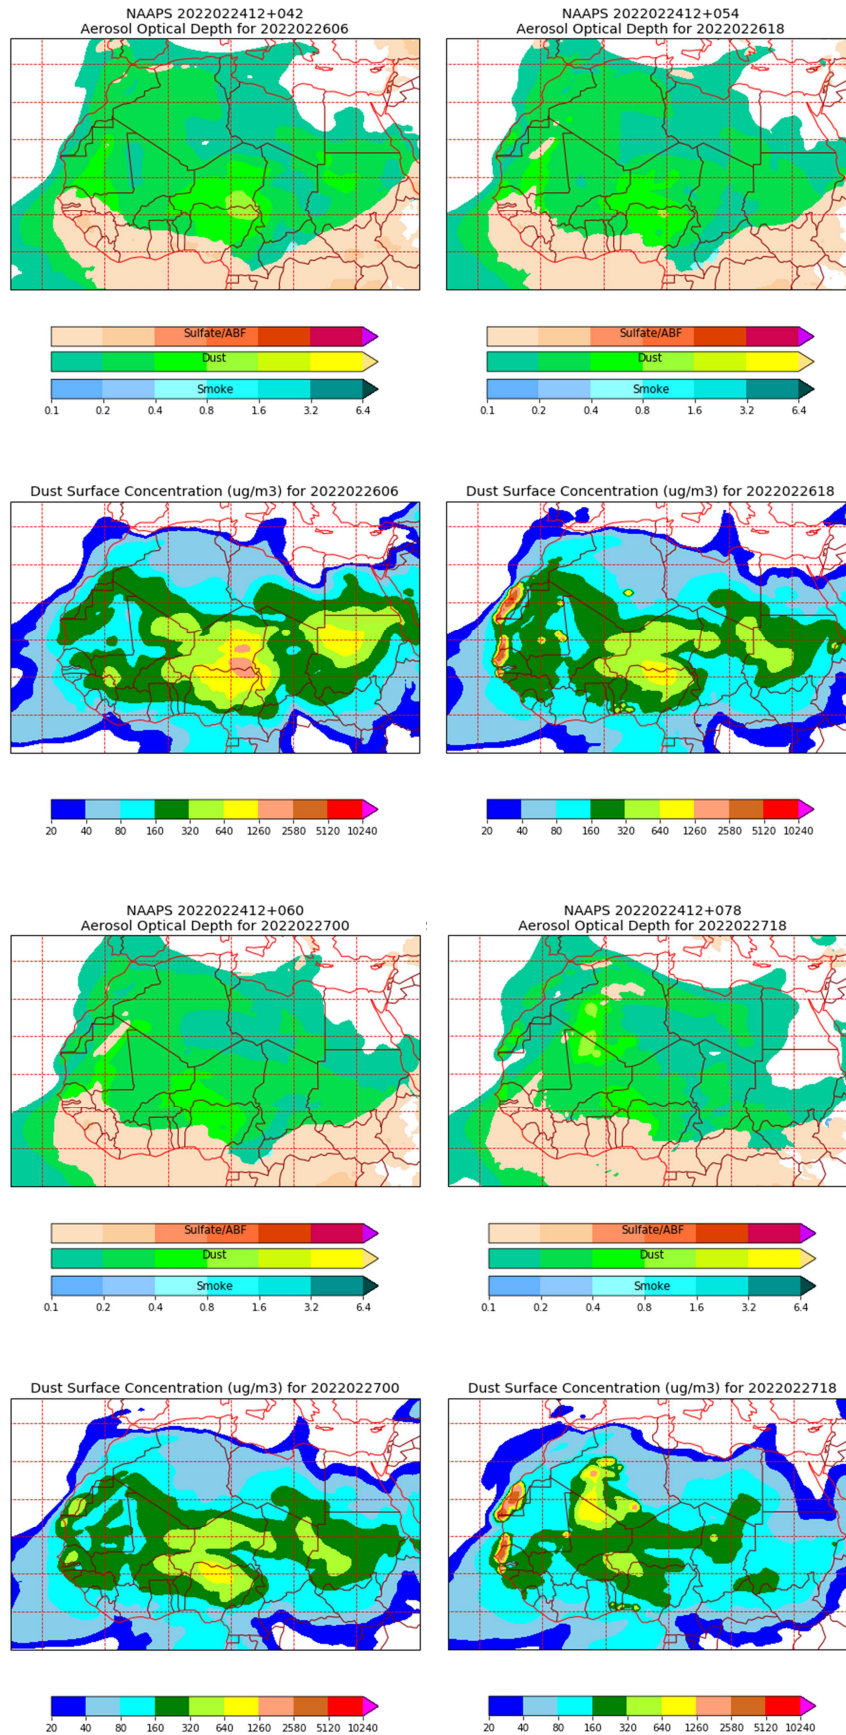 NAAPS 2022022412+042
Aerosol Optical Depth for 2022022606
NAAPS 2022022412+054
Aerosol Optical Depth for 2022022618
Sulfate/ABF
Dust
Smoke
0.1 0.2 0.4 0.8 1.6 3.2 6.4
Sulfate/ABF
Dust
Smoke
0.1 0.2 0.4 0.8 1.6 3.2 6.4
Dust Surface Concentration (ug/m3) for 2022022606
Dust Surface Concentration (ug/m3) for 2022022618
20 40 80 160 320 640 1260 2580 5120 10240
20 40 80 160 320 640 1260 2580 5120 10240
NAAPS 2022022412+060
Aerosol Optical Depth for 2022022700
NAAPS 2022022412+078
Aerosol Optical Depth for 2022022718
Sulfate/ABF
Dust
Smoke
0.1 0.2 0.4 0.8 1.6 3.2 6.4
Sulfate/ABF
Dust
Smoke
0.1 0.2 0.4 0.8 1.6 3.2 6.4
Dust Surface Concentration (ug/m3) for 2022022700
Dust Surface Concentration (ug/m3) for 2022022718
20 40 80 160 320 640 1260 2580 5120 10240
20 40 80 160 320 640 1260 2580 5120 10240